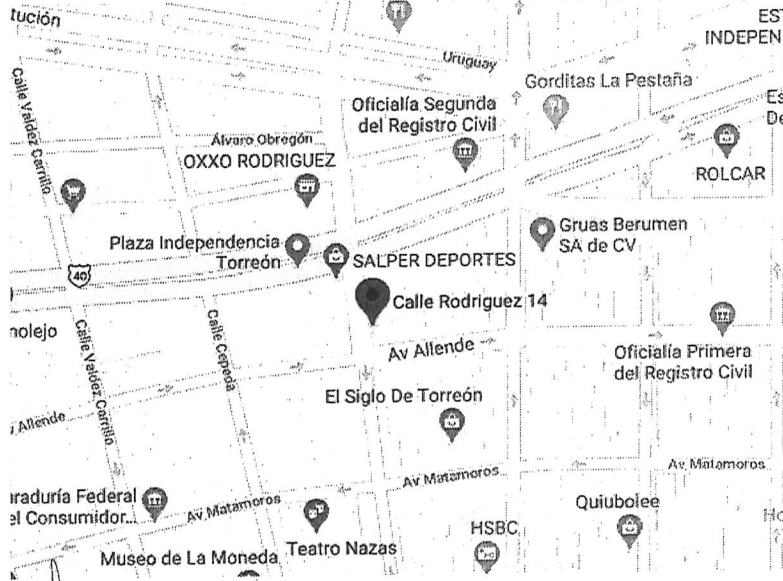 tución
EST
INDEPEN
Uruguay
Gorditas La Pestaña
Calle Valdez Carrillo
Oficialía Segunda
del Registro Civil
Es
De
Álvaro Obregón
OXXO RODRIGUEZ
ROLCAR
Plaza Independencia
Torreón
SALPER DEPORTES
Gruas Berumen
SA de CV
40
Calle Rodriguez 14
nolejo
Calle Valdez Carrillo
Calle Cepeda
Av Allende
Oficialía Primera
del Registro Civil
El Siglo De Torreón
Allende
Av Matamoros
Av Matamoros
uraduría Federal
el Consumidor...
Av Matamoros
Quiubolee
HSBC
Teatro Nazas
Museo de La Moneda
Ho